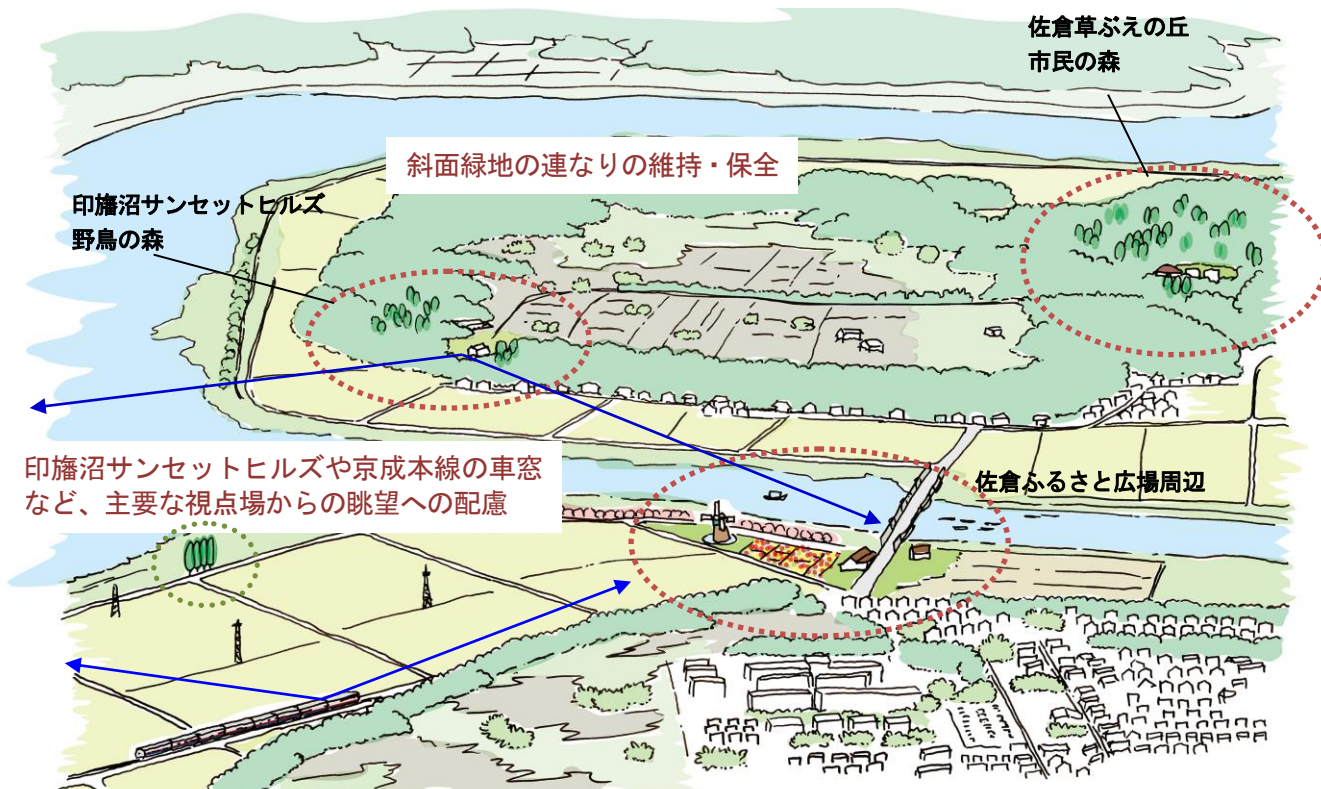 佐倉草ぶえの丘
市民の森
斜面緑地の連なりの維持・保全
印旛沼サンセットヒルズ
野鳥の森
印旛沼サンセットヒルズや京成本線の車窓
など、主要な視点場からの眺望への配慮
佐倉ふるさと広場周辺